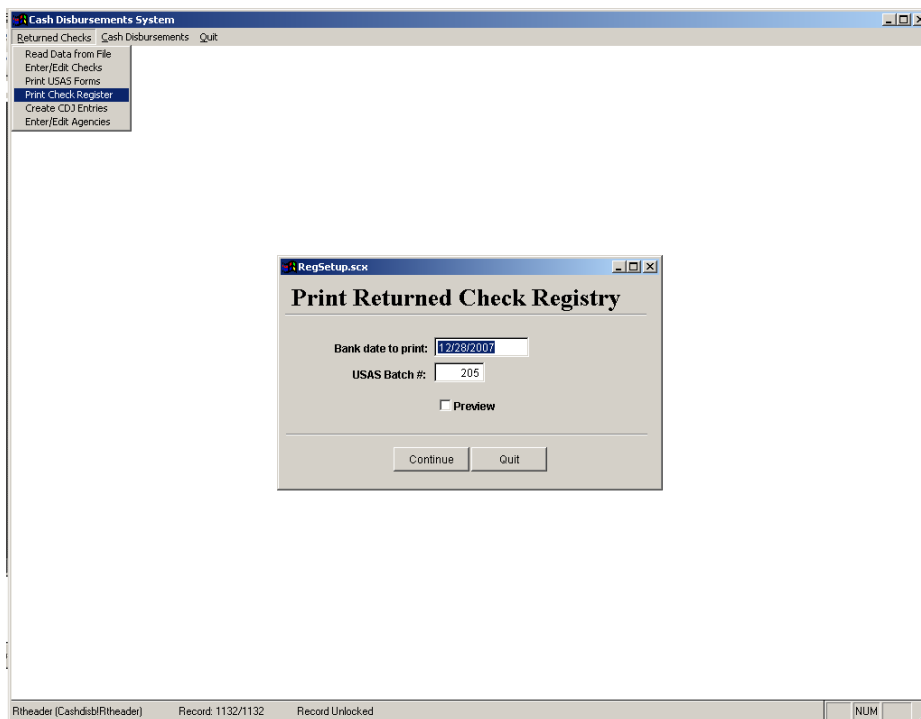 Cash Disbursements System
Returned Checks Cash Disbursements Quit
Read Data from File
Enter/Edit Checks
Print USAS Forms
Print Check Register
Create CDJ Entries
Enter/Edit Agencies
RegSetup.scx
Print Returned Check Registry
Bank date to print: 12/28/2007
USAS Batch #: 205
Preview
Continue Quit
Rtheader (Cashdisb!Rtheader) Record: 1132/1132 Record Unlocked NUM